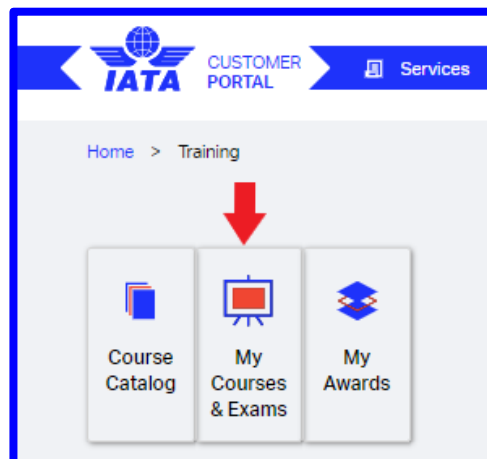 IATA
CUSTOMER
PORTAL
Services
Home > Training
Course
Catalog
My
Courses
& Exams
My
Awards